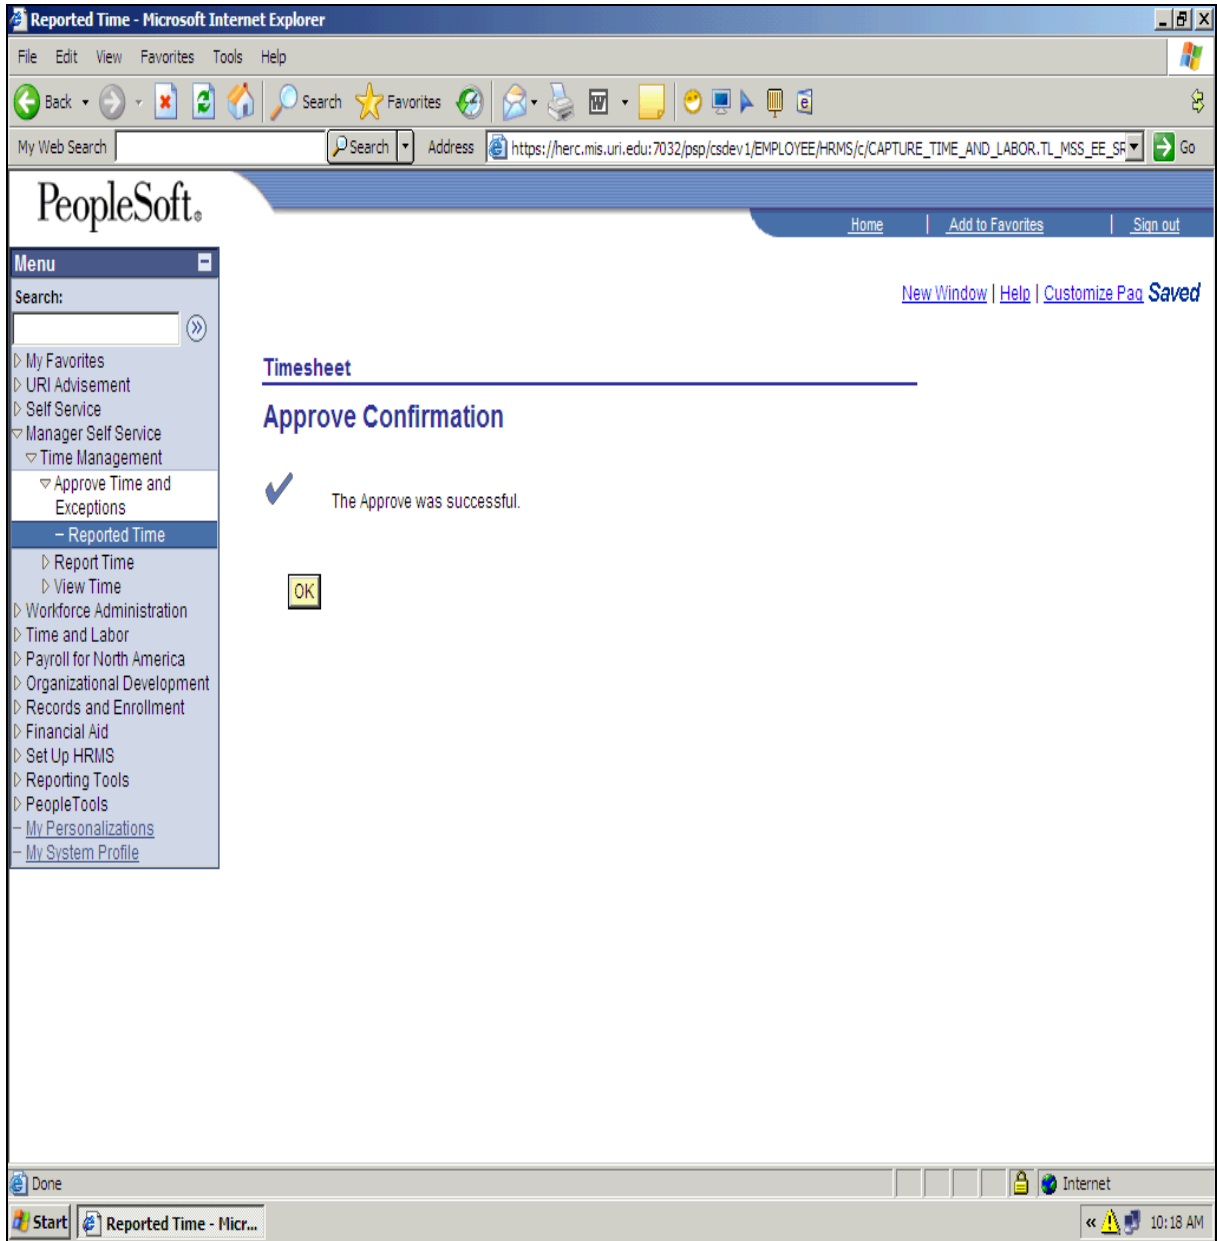 Reported Time - Microsoft Internet Explorer
File Edit View Favorites Tools Help
Back Search Favorites
My Web Search Search Address https://herc.mis.uri.edu:7032/psp/csdev1/EMPLOYEE/HRMS/c/CAPTURE_TIME_AND_LABOR.TL_MSS_EE_SR Go
PeopleSoft®
Home | Add to Favorites | Sign out
Menu
New Window | Help | Customize Pag Saved
Search:
My Favorites
URI Advisement
Self Service
Manager Self Service
Time Management
Approve Time and
Exceptions
– Reported Time
Report Time
View Time
Workforce Administration
Time and Labor
Payroll for North America
Organizational Development
Records and Enrollment
Financial Aid
Set Up HRMS
Reporting Tools
PeopleTools
– My Personalizations
– My System Profile
Timesheet
Approve Confirmation
The Approve was successful.
OK
Done Internet
Start Reported Time - Micr... « 10:18 AM